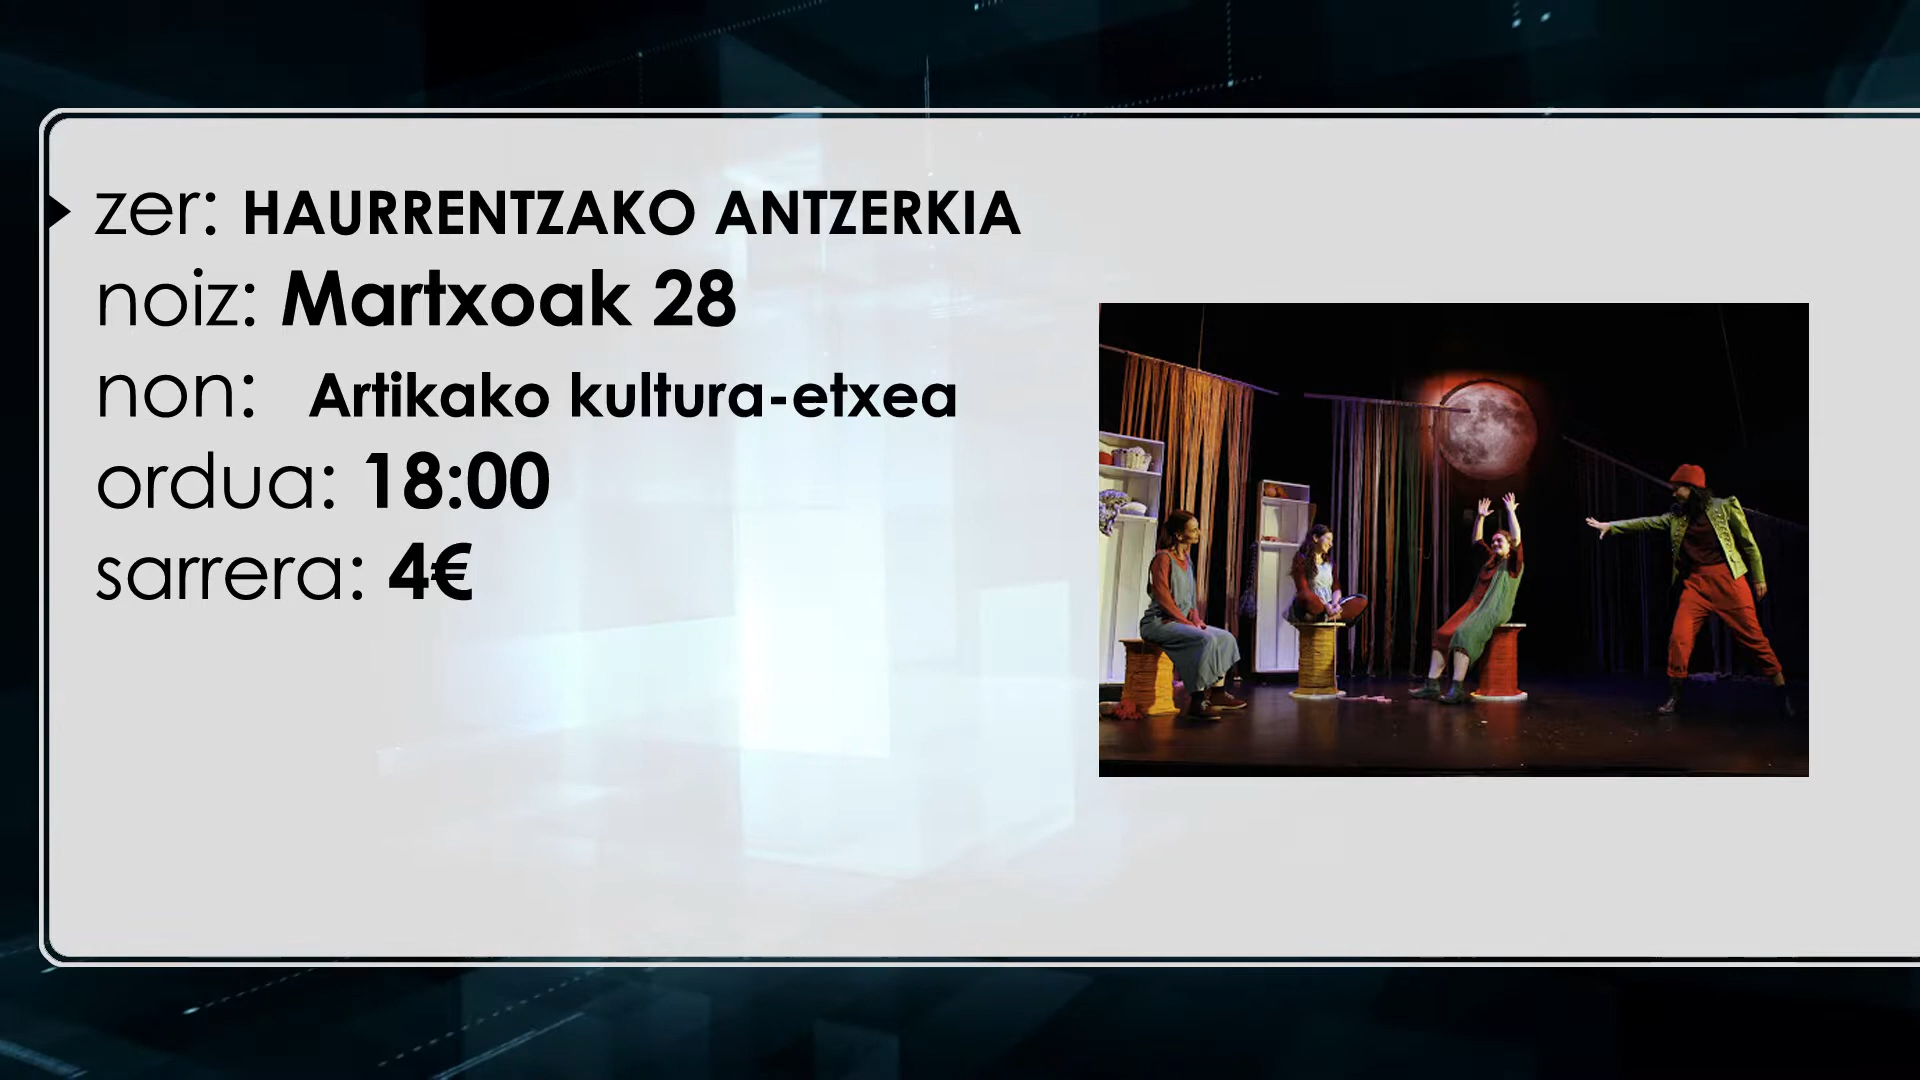 zer: HAURRENTZAKO ANTZERKIA
noiz: Martxoak 28
non: Artikako kultura-etxea
ordua: 18:00
sarrera: 4€